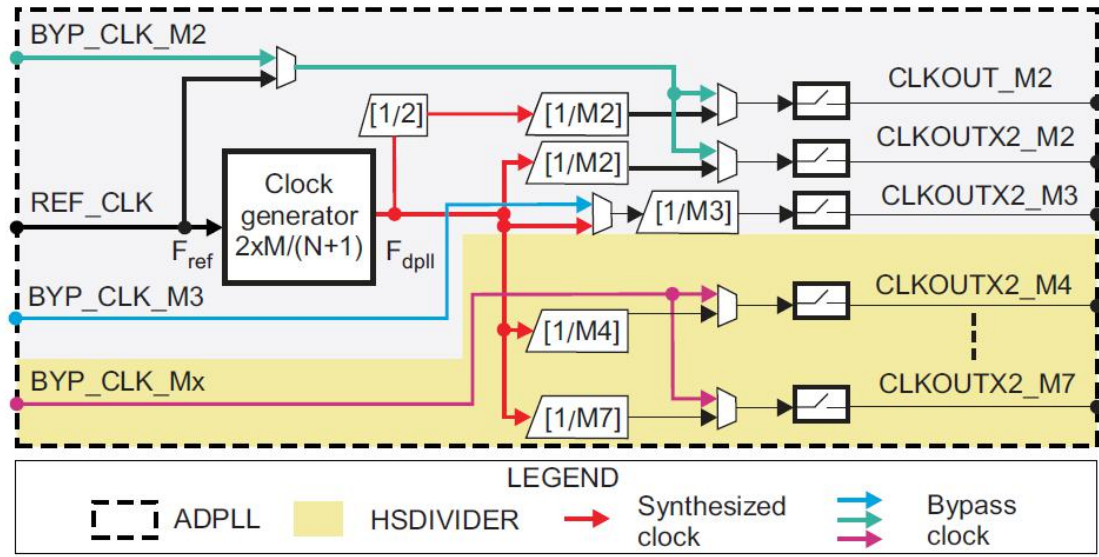 BYP_CLK_M2
CLKOUT_M2
[1/2]
[1/M2]
CLKOUTX2_M2
[1/M2]
REF_CLK
Clock
generator
2xM/(N+1)
CLKOUTX2_M3
[1/M3]
Fref
Fdpll
BYP_CLK_M3
CLKOUTX2_M4
[1/M4]
BYP_CLK_Mx
CLKOUTX2_M7
[1/M7]
LEGEND
ADPLL
HSDIVIDER
Synthesized
clock
Bypass
clock